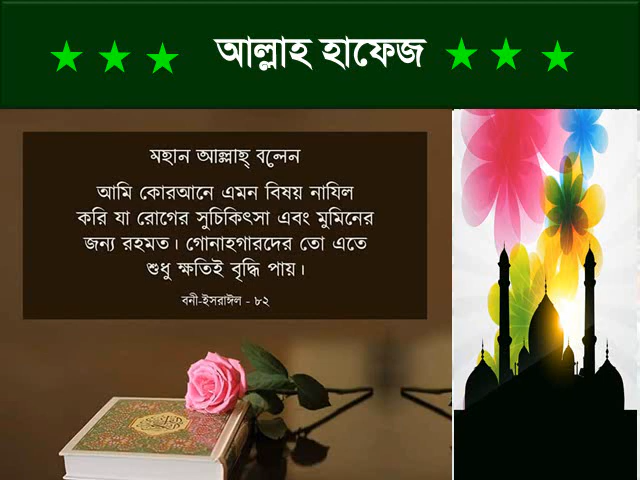 আল্লাহ হাফেজ
মহান আল্লাহ্ বলেন
আমি কোরআনে এমন বিষয় নাযিল
করি যা রোগের সুচিকিৎসা এবং মুমিনের
জন্য রহমত। গোনাহগারদের তো এতে
শুধু ক্ষতিই বৃদ্ধি পায়।
বনী-ইসরাঈল - ৮২